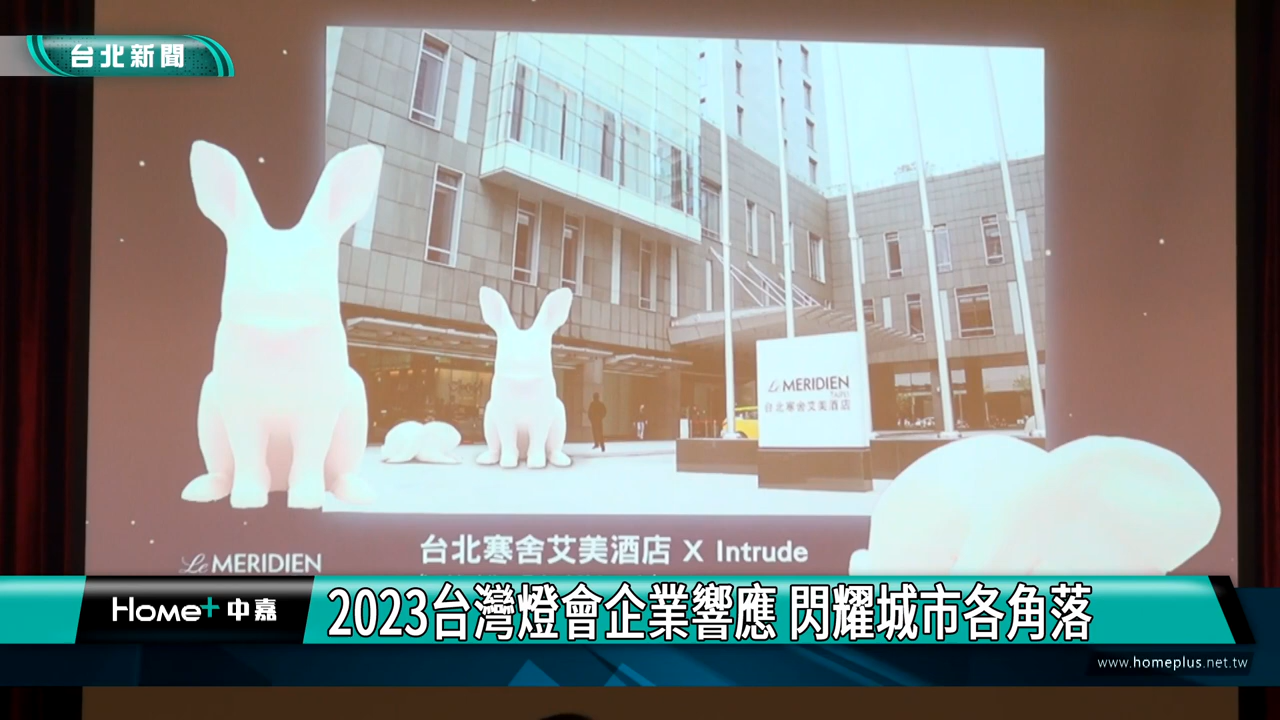 台北新聞
Le MERIDIEN
TAIPEI
台北寒舍艾美酒店
台北寒舍艾美酒店 X Intrude
Le MERIDIEN
Home+中嘉
2023台灣燈會企業響應 閃耀城市各角落
www.homeplus.net.tw